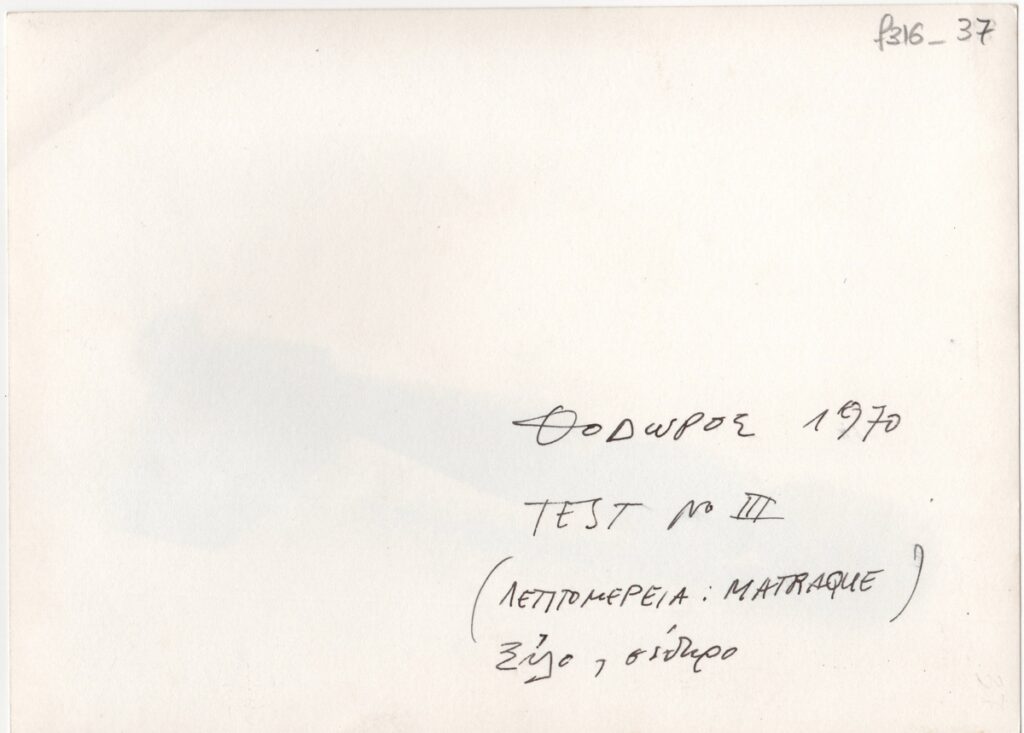 f316_37
ΘΟΔΩΡΟΣ 1970
TEST No III
(ΛΕΠΤΟΜΕΡΕΙΑ: MATRAQUE)
Ξύλο, σίδηρο